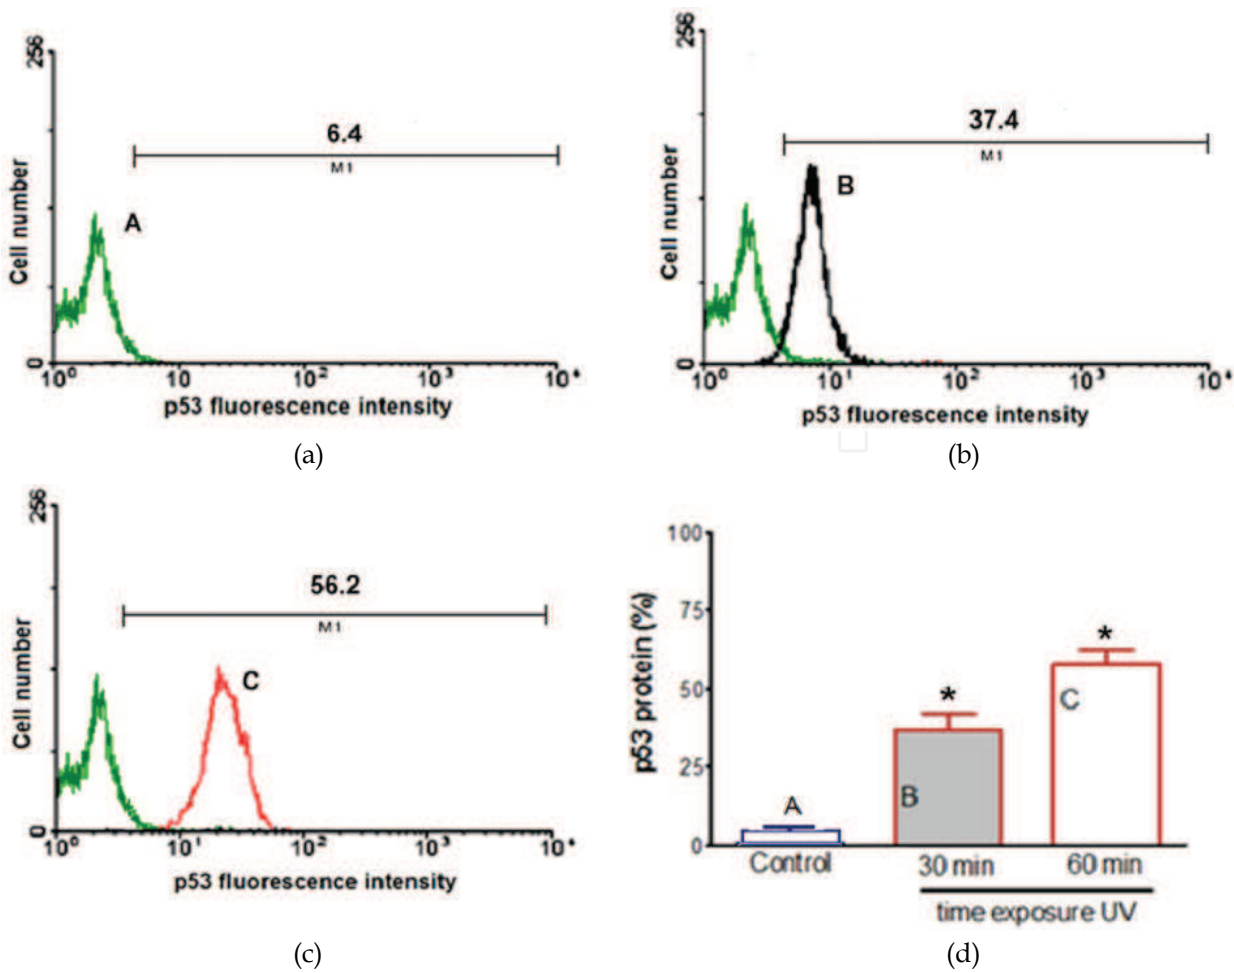 256
6.4
M1
A
Cell number
0
10⁰
10
10²
10³
10⁴
p53 fluorescence intensity
(a)
256
37.4
M1
B
Cell number
0
10⁰
10¹
10²
10³
10⁴
p53 fluorescence intensity
(b)
256
56.2
M1
C
Cell number
0
10⁰
10¹
10²
10³
10⁴
p53 fluorescence intensity
(c)
100
75
50
25
0
p53 protein (%)
*
*
A
B
C
Control
30 min
60 min
time exposure UV
(d)